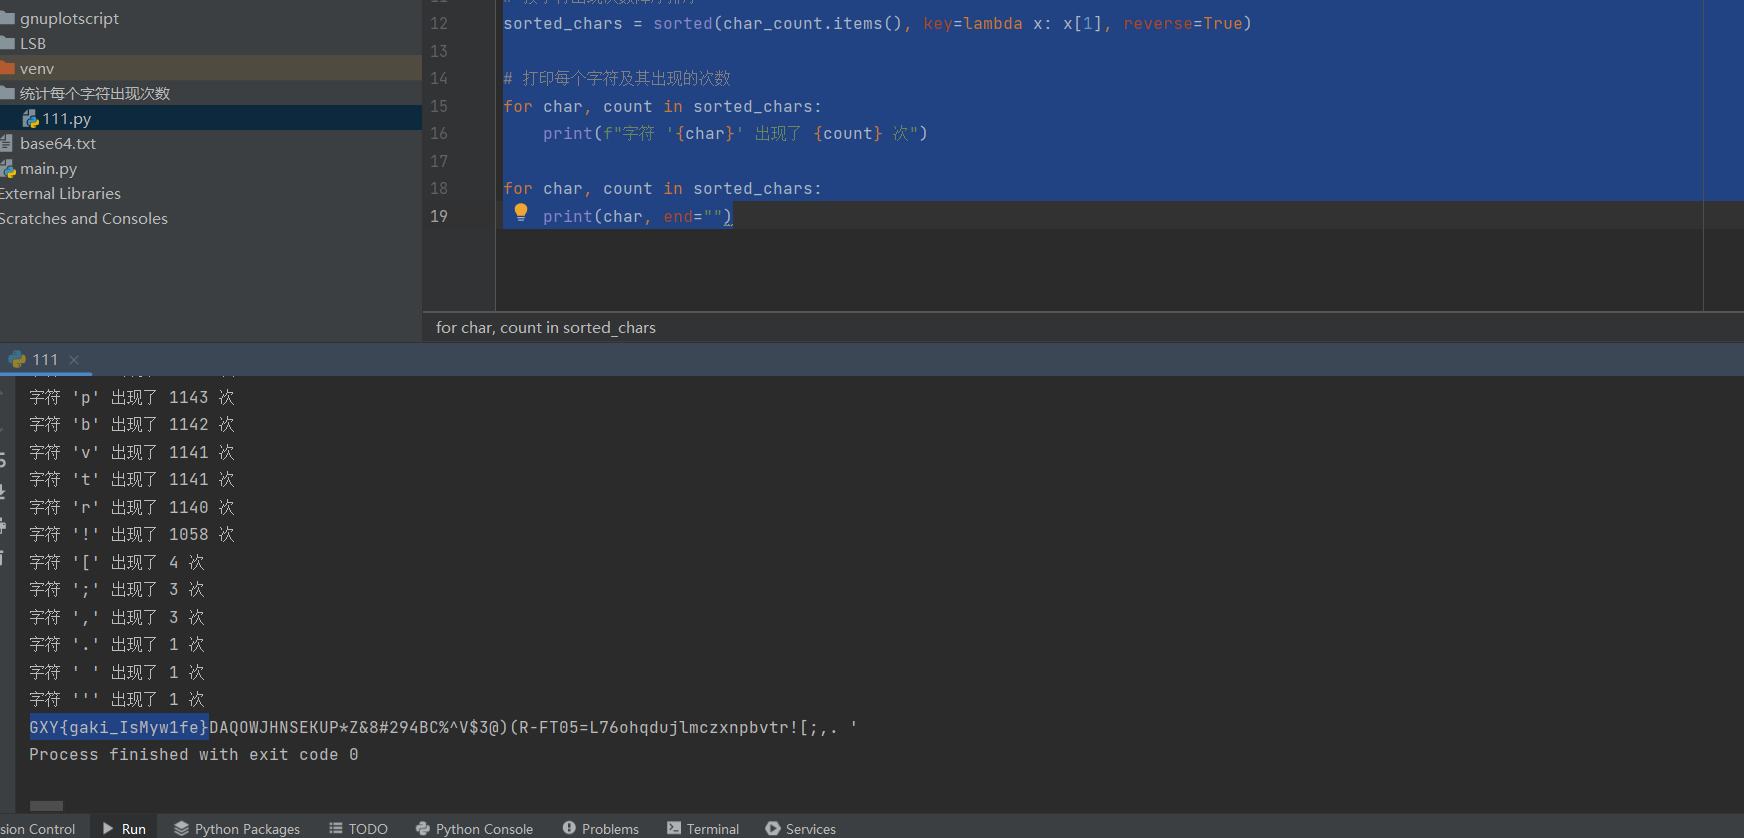 gnuplotscript
LSB
venv
统计每个字符出现次数
111.py
base64.txt
main.py
External Libraries
Scratches and Consoles
12 sorted_chars = sorted(char_count.items(), key=lambda x: x[1], reverse=True)
13
14 # 打印每个字符及其出现的次数
15 for char, count in sorted_chars:
16 print(f"字符 '{char}' 出现了 {count} 次")
17
18 for char, count in sorted_chars:
19 print(char, end="")
for char, count in sorted_chars
111
字符 'p' 出现了 1143 次
字符 'b' 出现了 1142 次
字符 'v' 出现了 1141 次
字符 't' 出现了 1141 次
字符 'r' 出现了 1140 次
字符 '!' 出现了 1058 次
字符 '[' 出现了 4 次
字符 ';' 出现了 3 次
字符 ',' 出现了 3 次
字符 '.' 出现了 1 次
字符 ' ' 出现了 1 次
字符 ''' 出现了 1 次
GXY{gaki_IsMyw1fe}DAQOWJHNSEKUP*Z&8#294BC%^V$3@)(R-FT05=L76ohqdujlmczxnpbvtr![;,. '
Process finished with exit code 0
sion Control Run Python Packages TODO Python Console Problems Terminal Services